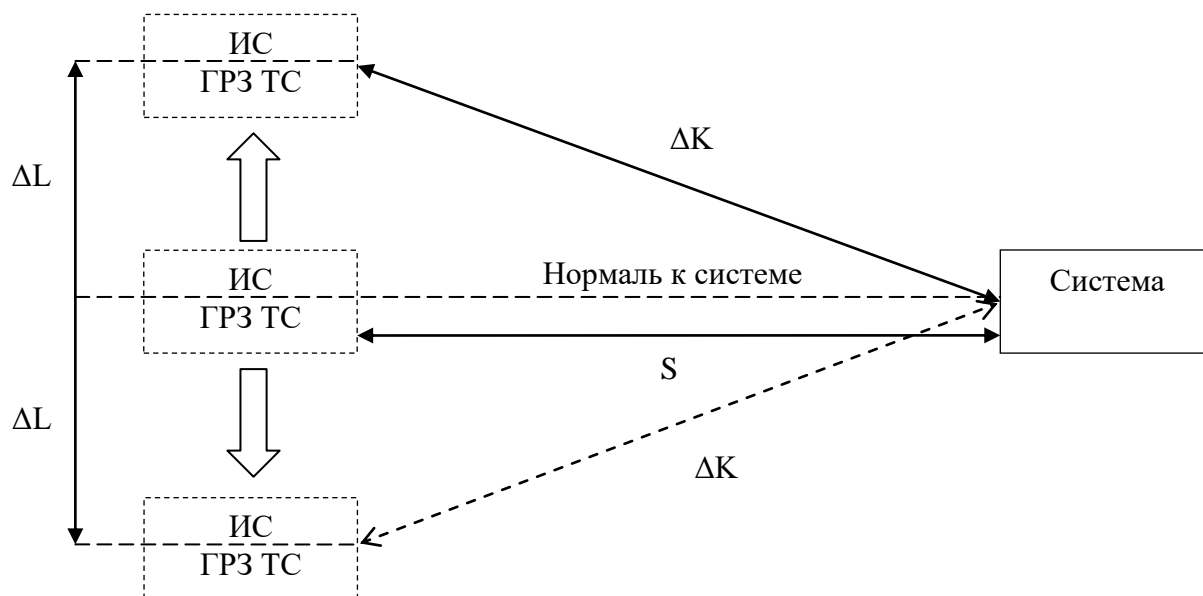 ИС
ГРЗ ТС
ΔK
ΔL
ИС
ГРЗ ТС
Нормаль к системе
Система
S
ΔL
ΔK
ИС
ГРЗ ТС